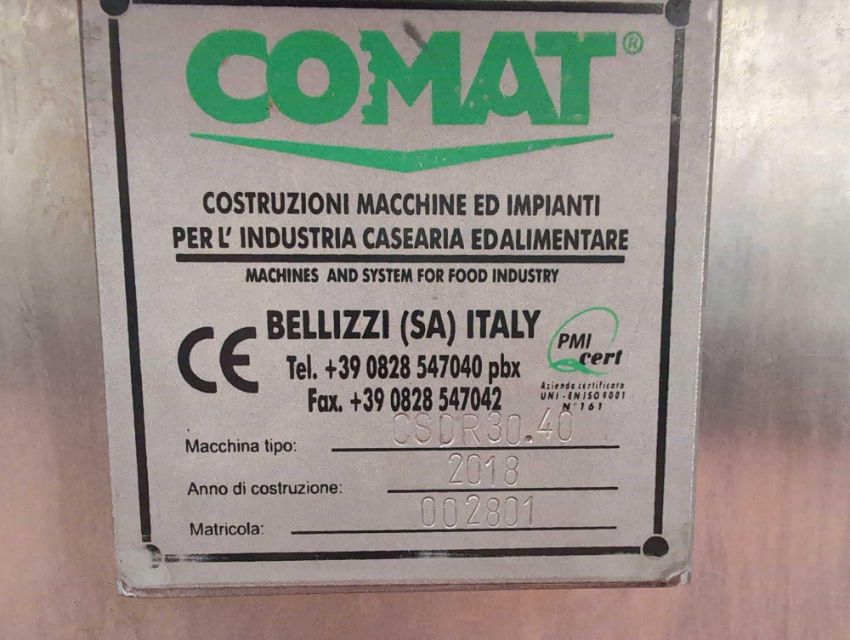 COMAT®
COSTRUZIONI MACCHINE ED IMPIANTI
PER L' INDUSTRIA CASEARIA EDALIMENTARE
MACHINES AND SYSTEM FOR FOOD INDUSTRY
CE
BELLIZZI (SA) ITALY
Tel. +39 0828 547040 pbx
Fax. +39 0828 547042
PMI
cert
Azienda certificata
UNI - EN ISO 9001
N° 161
Macchina tipo: CSDR30.40
Anno di costruzione: 2018
Matricola: 002801